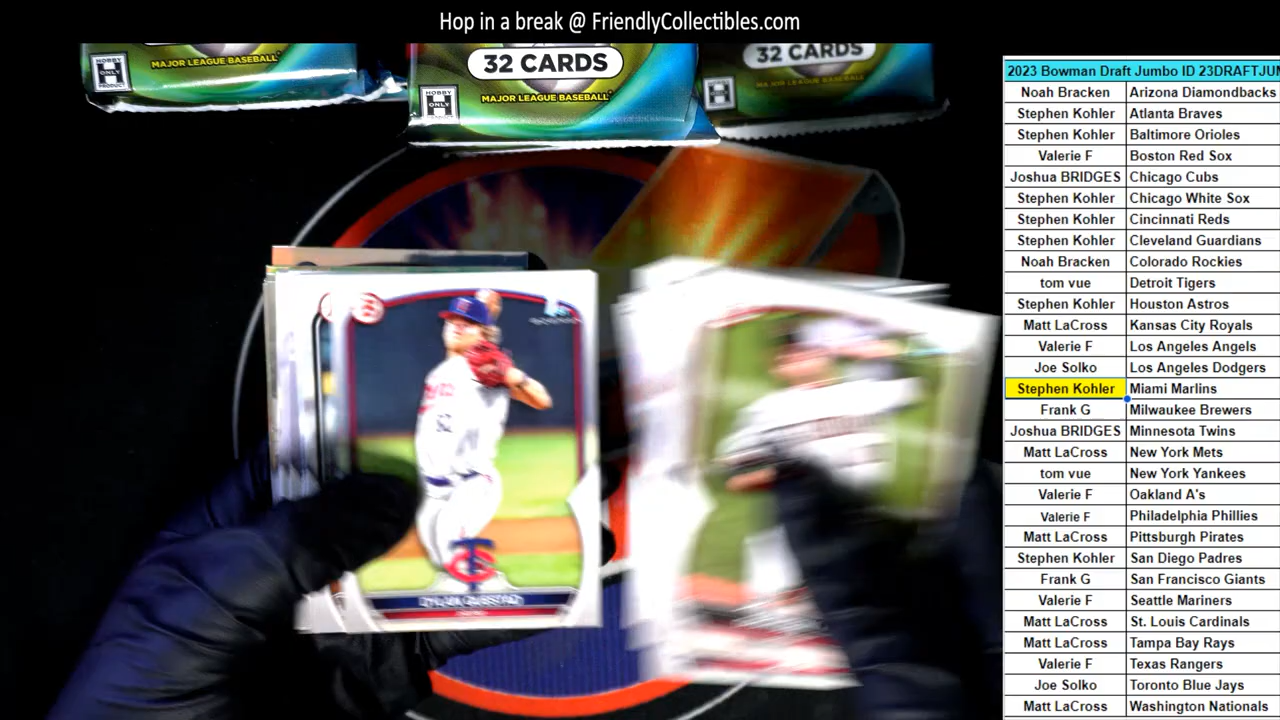 Hop in a break @ FriendlyCollectibles.com
HOBBY H ONLY
MAJOR LEAGUE BASEBALL
32 CARDS
HOBBY H ONLY
MAJOR LEAGUE BASEBALL
32 CARDS
MAJOR LEAGUE BASEBALL
H
2023 Bowman Draft Jumbo ID 23DRAFTJUM
Noah Bracken Arizona Diamondbacks
Stephen Kohler Atlanta Braves
Stephen Kohler Baltimore Orioles
Valerie F Boston Red Sox
Joshua BRIDGES Chicago Cubs
Stephen Kohler Chicago White Sox
Stephen Kohler Cincinnati Reds
Stephen Kohler Cleveland Guardians
Noah Bracken Colorado Rockies
tom vue Detroit Tigers
Stephen Kohler Houston Astros
Matt LaCross Kansas City Royals
Valerie F Los Angeles Angels
Joe Solko Los Angeles Dodgers
Stephen Kohler Miami Marlins
Frank G Milwaukee Brewers
Joshua BRIDGES Minnesota Twins
Matt LaCross New York Mets
tom vue New York Yankees
Valerie F Oakland A's
Valerie F Philadelphia Phillies
Matt LaCross Pittsburgh Pirates
Stephen Kohler San Diego Padres
Frank G San Francisco Giants
Valerie F Seattle Mariners
Matt LaCross St. Louis Cardinals
Matt LaCross Tampa Bay Rays
Valerie F Texas Rangers
Joe Solko Toronto Blue Jays
Matt LaCross Washington Nationals